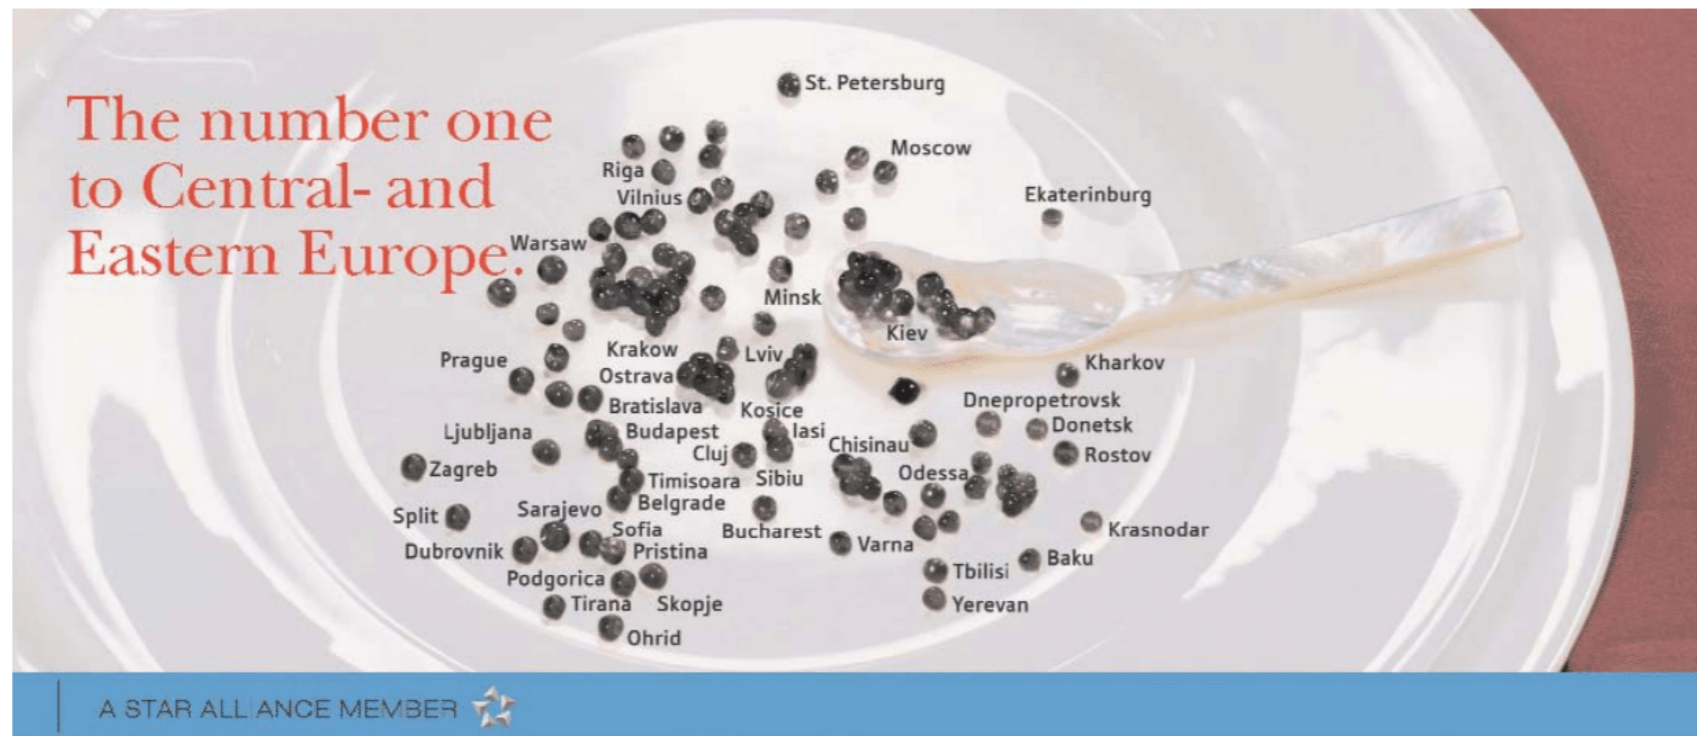 The number one
to Central- and
Eastern Europe.
St. Petersburg
Moscow
Riga
Vilnius
Ekaterinburg
Warsaw
Minsk
Kiev
Krakow
Lviv
Prague
Ostrava
Kharkov
Bratislava
Kosice
Dnepropetrovsk
Ljubljana
Budapest
Iasi
Donetsk
Chisinau
Cluj
Rostov
Zagreb
Odessa
Timisoara
Sibiu
Belgrade
Split
Sarajevo
Sofia
Bucharest
Krasnodar
Dubrovnik
Pristina
Varna
Baku
Podgorica
Tbilisi
Tirana
Skopje
Yerevan
Ohrid
A STAR ALLIANCE MEMBER